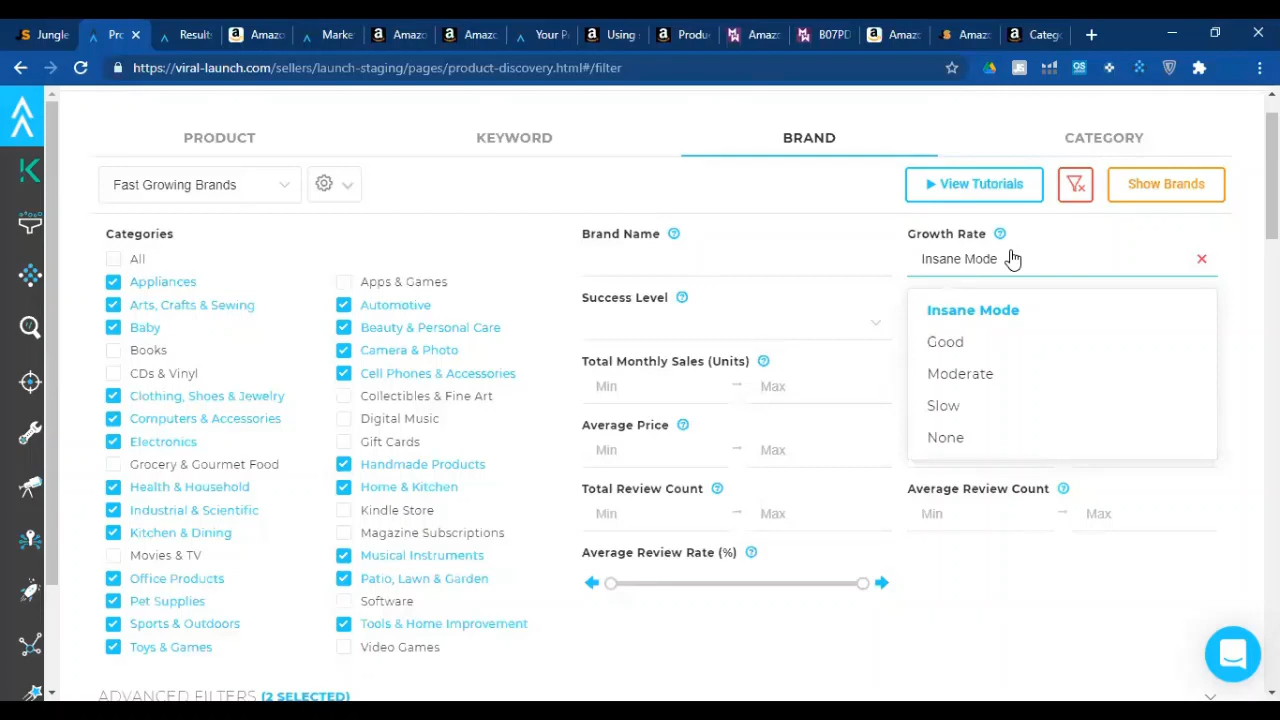 Jungle
Pro
Results
Amazo
Market
Amazo
Amazo
Your P
Using
Produ
Amazo
B07PD
Amazo
Amazo
Categ
https://viral-launch.com/sellers/launch-staging/pages/product-discovery.html#/filter
PRODUCT
KEYWORD
BRAND
CATEGORY
Fast Growing Brands
View Tutorials
Show Brands
Categories
All
Appliances
Apps & Games
Arts, Crafts & Sewing
Automotive
Baby
Beauty & Personal Care
Books
Camera & Photo
CDs & Vinyl
Cell Phones & Accessories
Clothing, Shoes & Jewelry
Collectibles & Fine Art
Computers & Accessories
Digital Music
Electronics
Gift Cards
Grocery & Gourmet Food
Handmade Products
Health & Household
Home & Kitchen
Industrial & Scientific
Kindle Store
Kitchen & Dining
Magazine Subscriptions
Movies & TV
Musical Instruments
Office Products
Patio, Lawn & Garden
Pet Supplies
Software
Sports & Outdoors
Tools & Home Improvement
Toys & Games
Video Games
Brand Name
Success Level
Total Monthly Sales (Units)
Min
Max
Average Price
Min
Max
Total Review Count
Min
Max
Average Review Rate (%)
Growth Rate
Insane Mode
Insane Mode
Good
Moderate
Slow
None
Average Review Count
Min
Max
ADVANCED FILTERS (2 SELECTED)